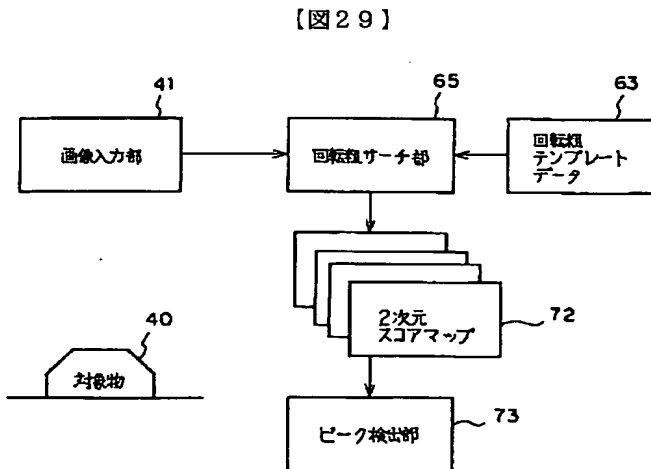 【図29】
41
65
63
画像入力部
回転粗サーチ部
回転粗
テンプレート
データ
2次元
スコアマップ
72
40
対象物
ピーク検出部
73